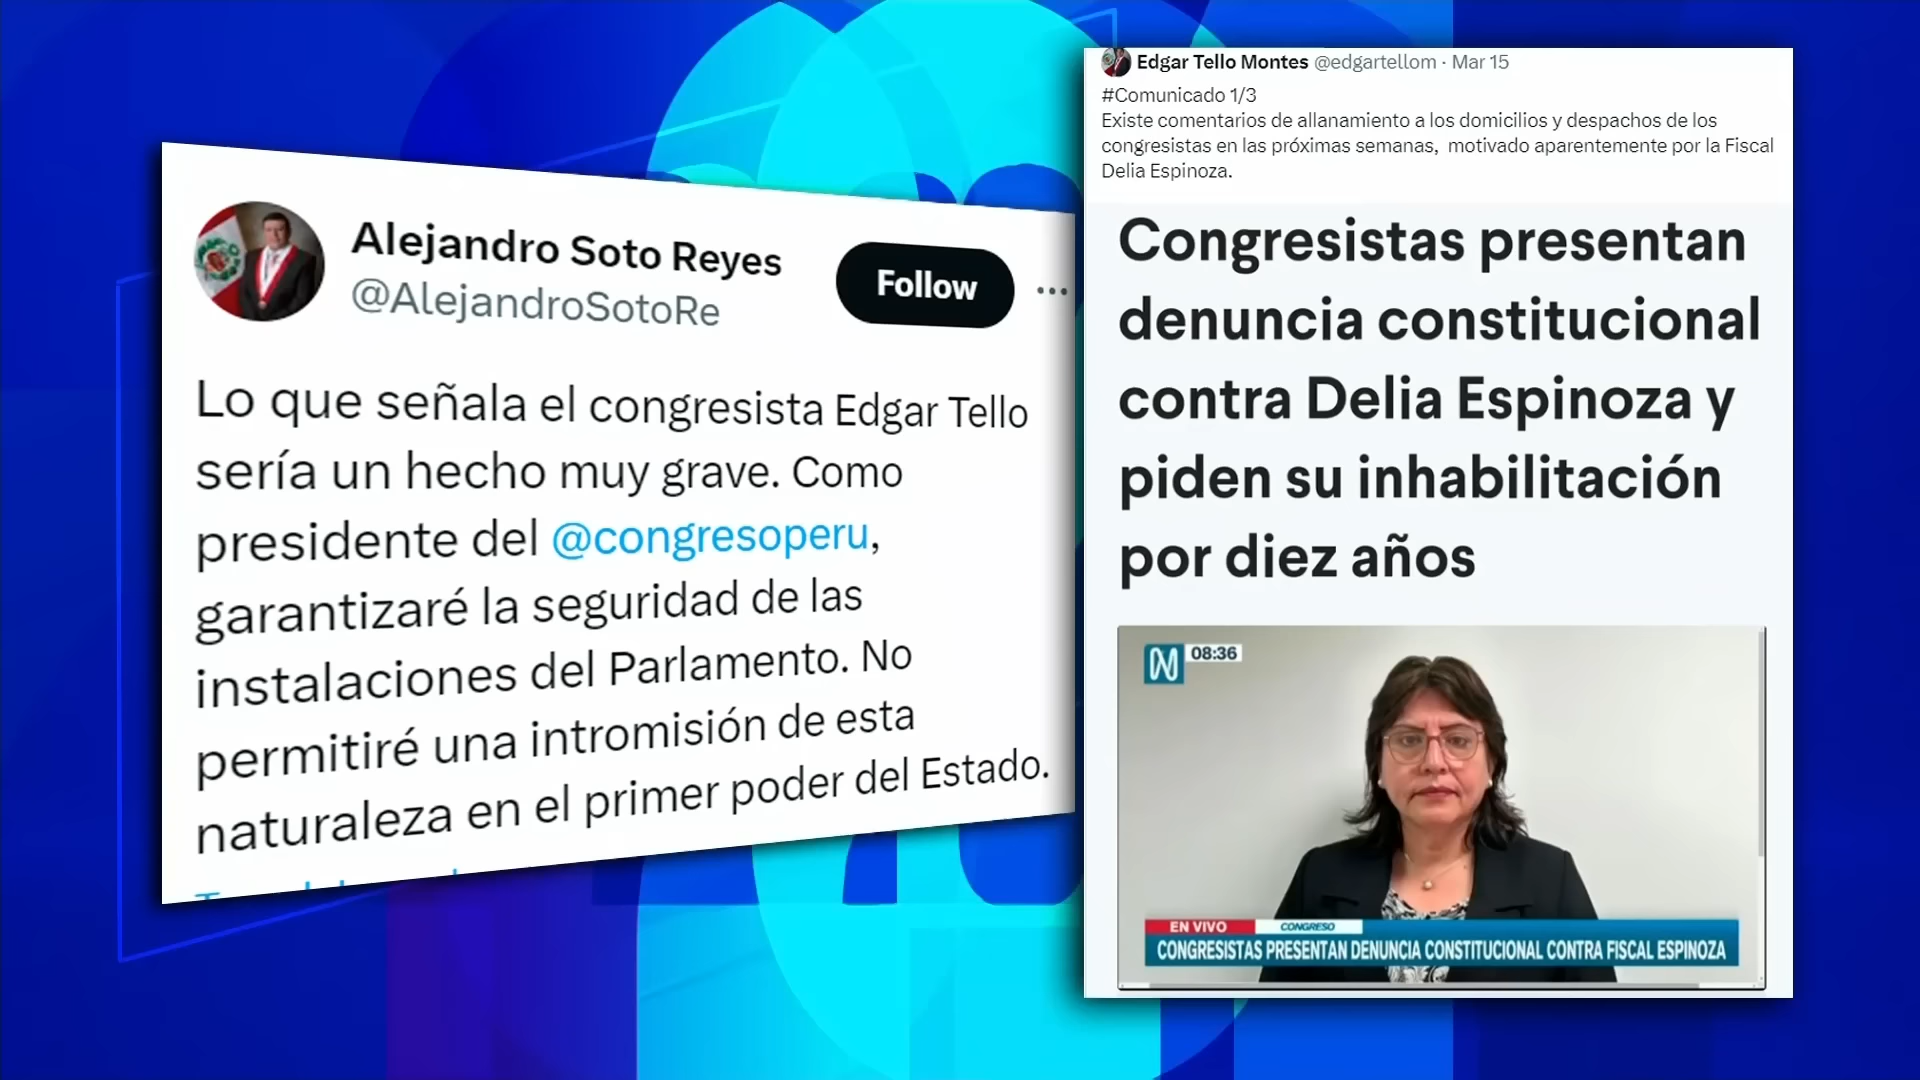 Alejandro Soto Reyes
@AlejandroSotoRe
Follow
Lo que señala el congresista Edgar Tello
sería un hecho muy grave. Como
presidente del @congresoperu,
garantizaré la seguridad de las
instalaciones del Parlamento. No
permitiré una intromisión de esta
naturaleza en el primer poder del Estado.
Edgar Tello Montes @edgartellom · Mar 15
#Comunicado 1/3
Existe comentarios de allanamiento a los domicilios y despachos de los
congresistas en las próximas semanas, motivado aparentemente por la Fiscal
Delia Espinoza.
Congresistas presentan
denuncia constitucional
contra Delia Espinoza y
piden su inhabilitación
por diez años
N 08:36
EN VIVO CONGRESO
CONGRESISTAS PRESENTAN DENUNCIA CONSTITUCIONAL CONTRA FISCAL ESPINOZA